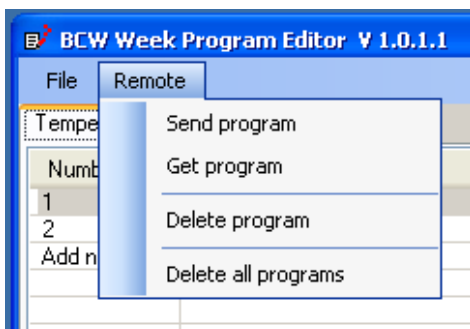 BCW Week Program Editor V 1.0.1.1
File Remote
Tempe
Send program
Numb
Get program
1
2
Delete program
Add n
Delete all programs